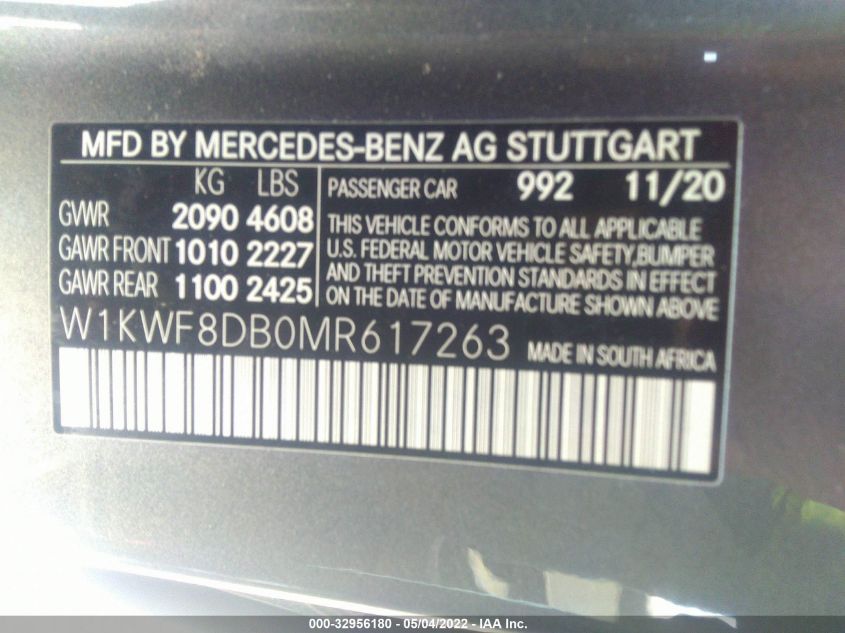 MFD BY MERCEDES-BENZ AG STUTTGART
KG LBS
GVWR 2090 4608
GAWR FRONT 1010 2227
GAWR REAR 1100 2425
PASSENGER CAR 992 11/20
THIS VEHICLE CONFORMS TO ALL APPLICABLE
U.S. FEDERAL MOTOR VEHICLE SAFETY, BUMPER
AND THEFT PREVENTION STANDARDS IN EFFECT
ON THE DATE OF MANUFACTURE SHOWN ABOVE.
W1KWF8DB0MR617263 MADE IN SOUTH AFRICA
000-32956180 - 05/04/2022 - IAA Inc.